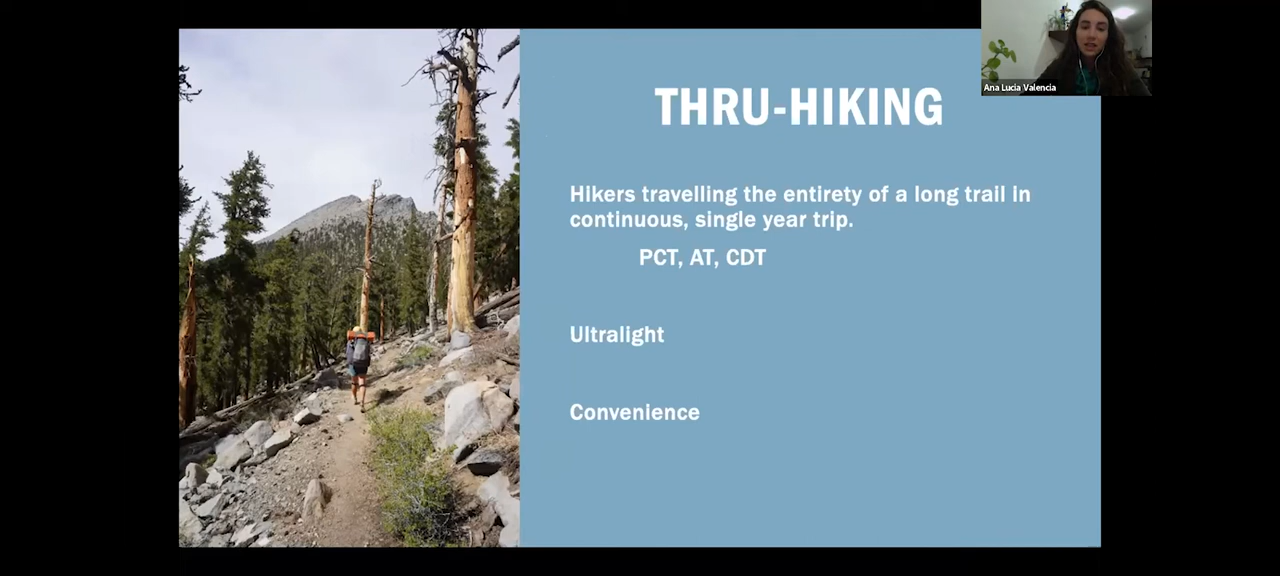 THRU-HIKING
Hikers travelling the entirety of a long trail in
continuous, single year trip.
PCT, AT, CDT
Ultralight
Convenience
Ana Lucia Valencia